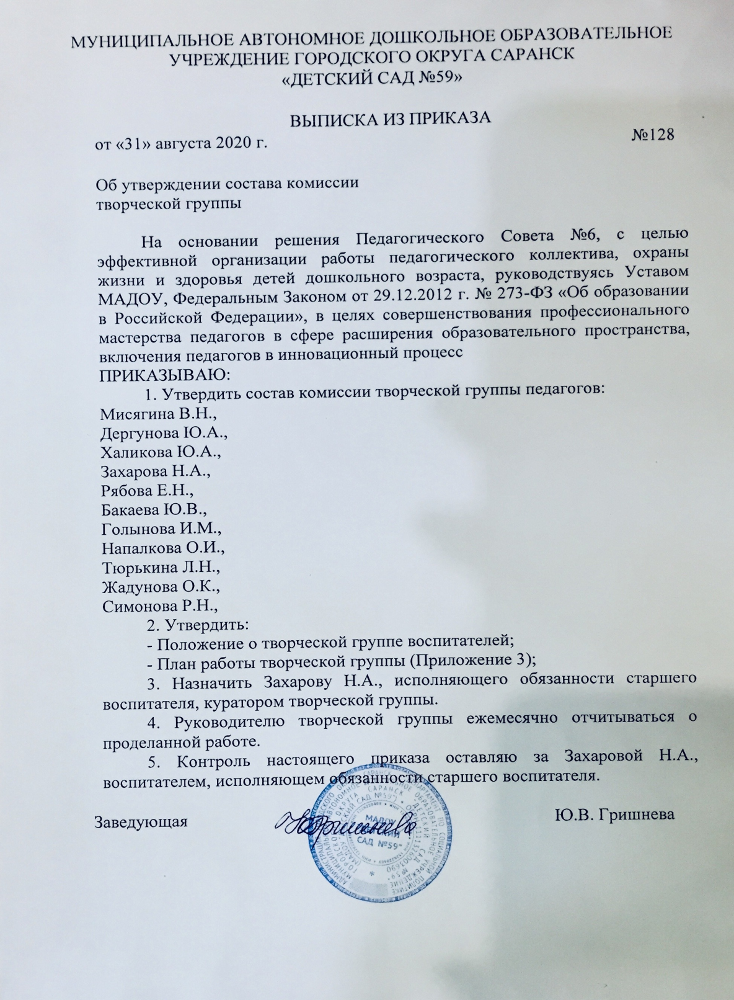 МУНИЦИПАЛЬНОЕ АВТОНОМНОЕ ДОШКОЛЬНОЕ ОБРАЗОВАТЕЛЬНОЕ
УЧРЕЖДЕНИЕ ГОРОДСКОГО ОКРУГА САРАНСК
«ДЕТСКИЙ САД №59»
ВЫПИСКА ИЗ ПРИКАЗА
от «31» августа 2020 г. №128
Об утверждении состава комиссии
творческой группы
На основании решения Педагогического Совета №6, с целью
эффективной организации работы педагогического коллектива, охраны
жизни и здоровья детей дошкольного возраста, руководствуясь Уставом
МАДОУ, Федеральным Законом от 29.12.2012 г. № 273-ФЗ «Об образовании
в Российской Федерации», в целях совершенствования профессионального
мастерства педагогов в сфере расширения образовательного пространства,
включения педагогов в инновационный процесс
ПРИКАЗЫВАЮ:
1. Утвердить состав комиссии творческой группы педагогов:
Мисягина В.Н.,
Дергунова Ю.А.,
Халикова Ю.А.,
Захарова Н.А.,
Рябова Е.Н.,
Бакаева Ю.В.,
Голынова И.М.,
Напалкова О.И.,
Тюрькина Л.Н.,
Жадунова О.К.,
Симонова Р.Н.,
2. Утвердить:
- Положение о творческой группе воспитателей;
- План работы творческой группы (Приложение 3);
3. Назначить Захарову Н.А., исполняющего обязанности старшего
воспитателя, куратором творческой группы.
4. Руководителю творческой группы ежемесячно отчитываться о
проделанной работе.
5. Контроль настоящего приказа оставляю за Захаровой Н.А.,
воспитателем, исполняющем обязанности старшего воспитателя.
Заведующая Ю.В. Гришнева
МАДОУ
САД №59"